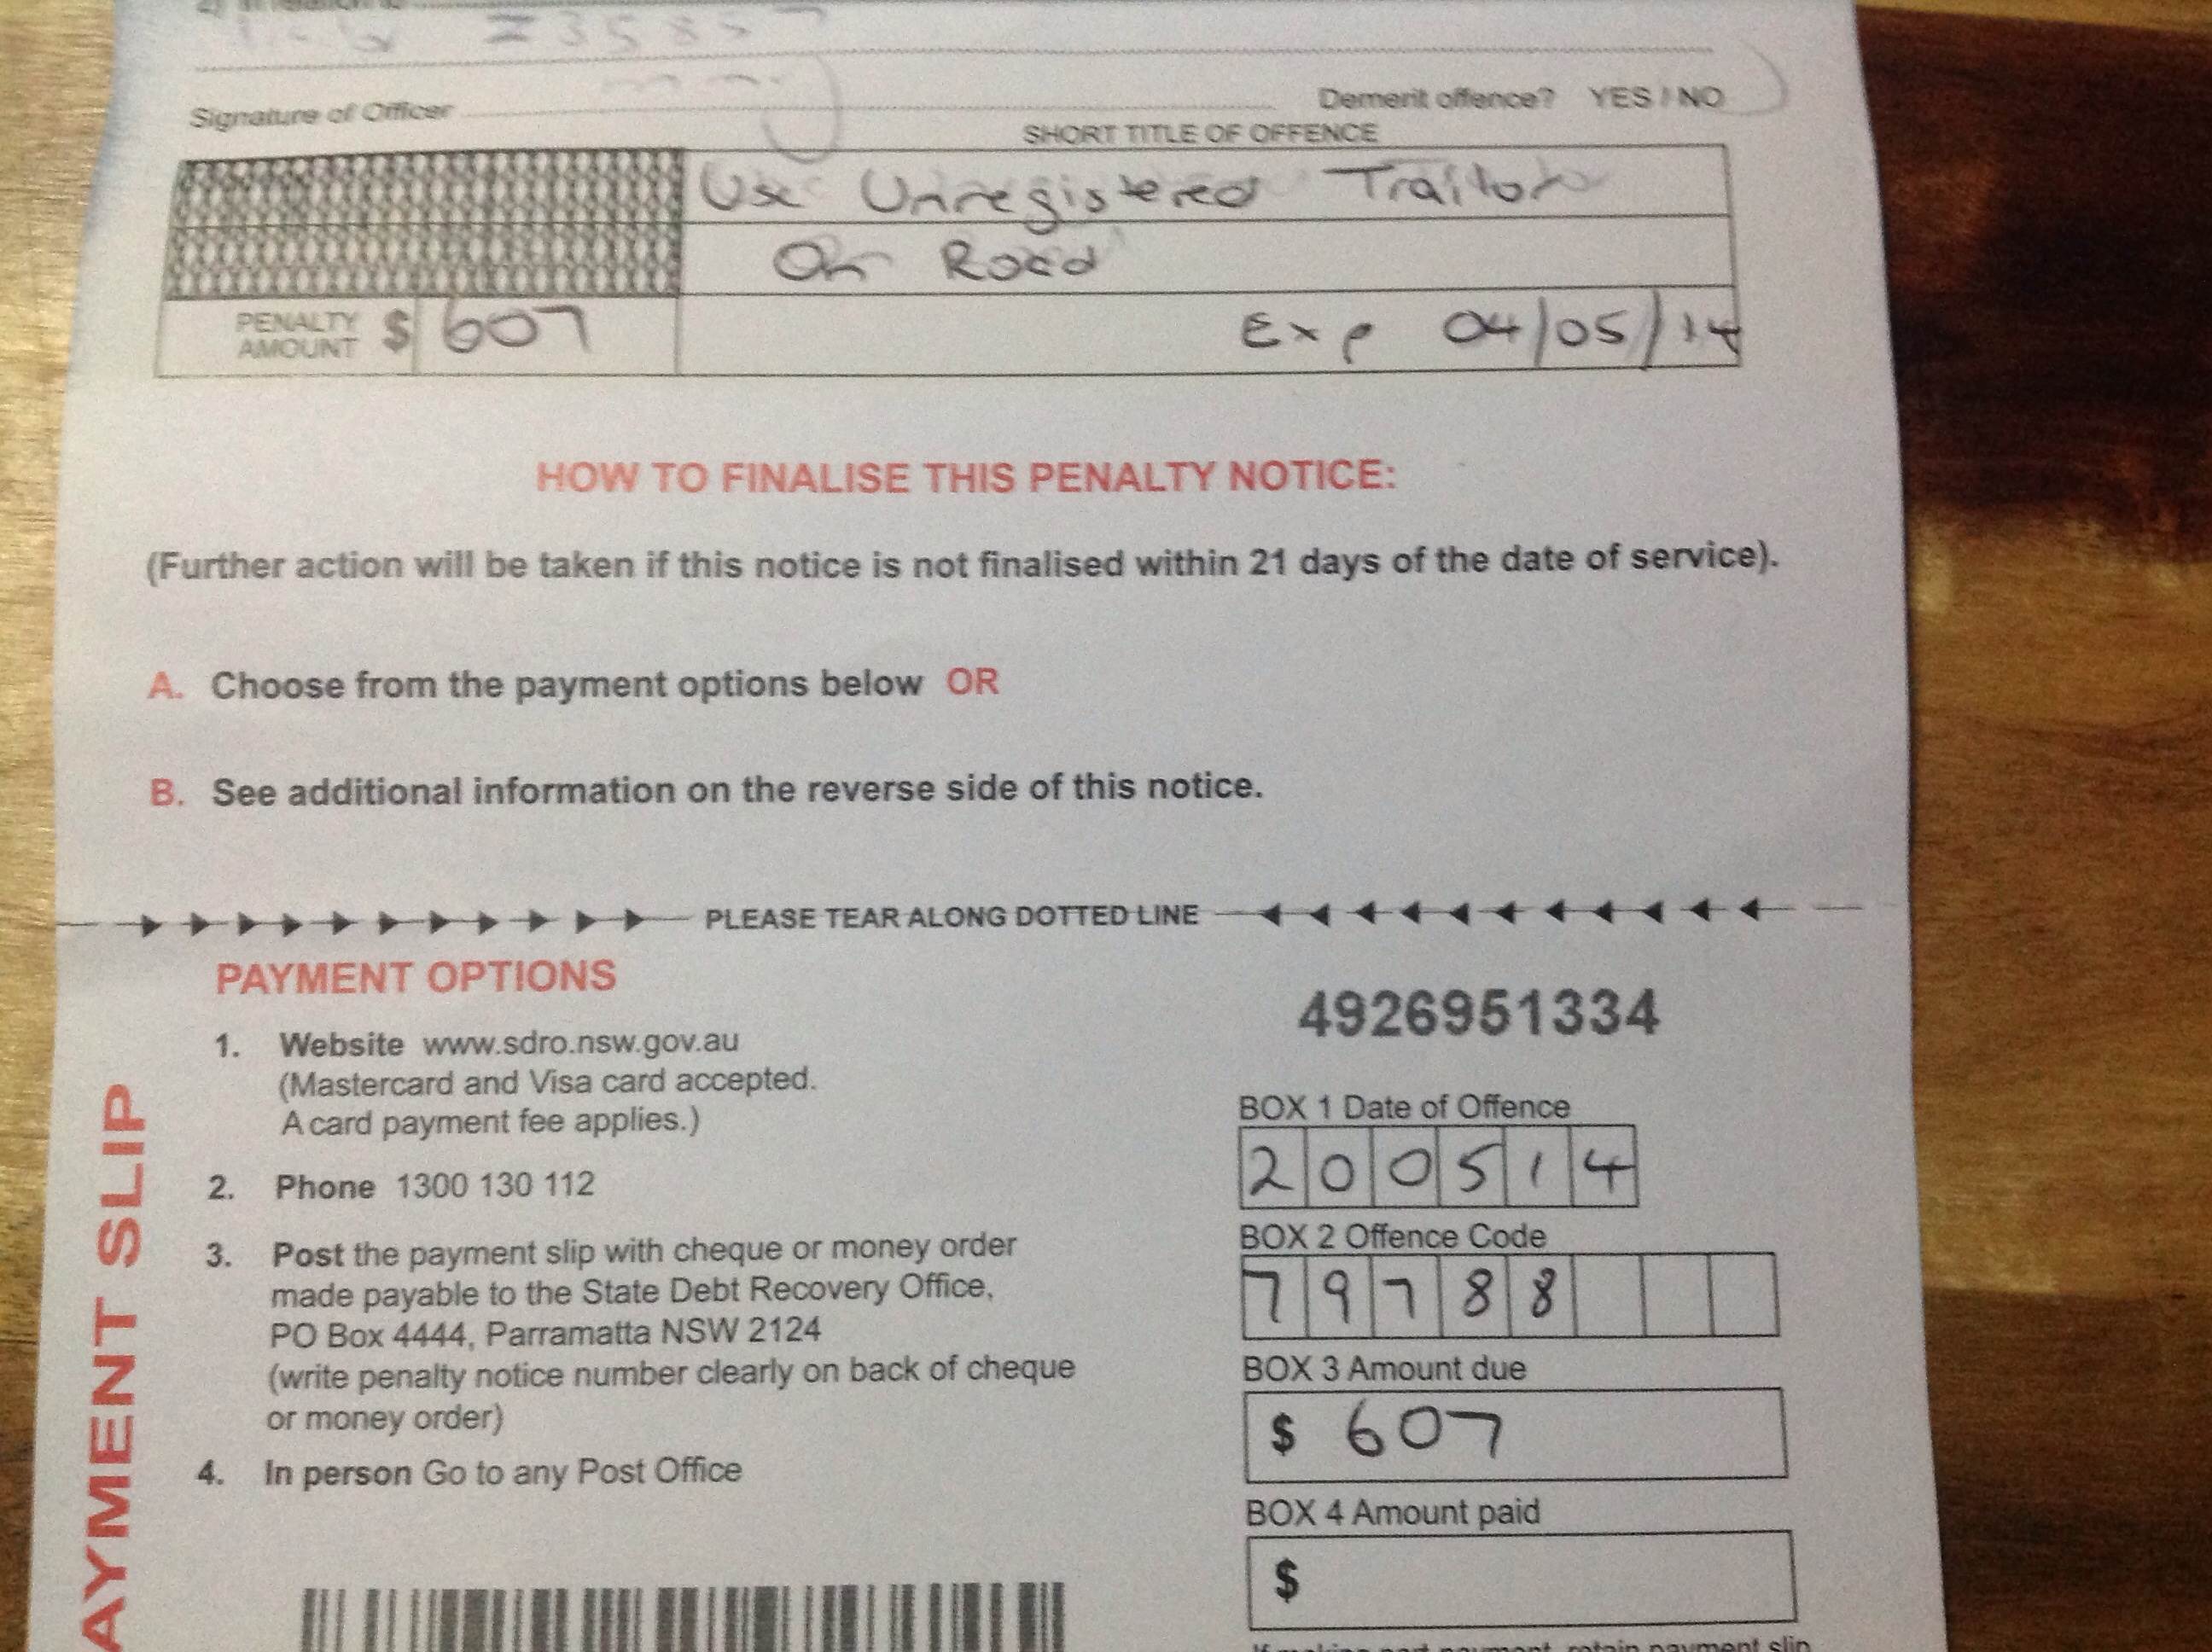 Signature of Officer
Demerit offence? YES / NO
SHORT TITLE OF OFFENCE
Use Unregistered Trailor
On Road
PENALTY AMOUNT $ 607
Exp 04/05/14
HOW TO FINALISE THIS PENALTY NOTICE:
(Further action will be taken if this notice is not finalised within 21 days of the date of service).
A. Choose from the payment options below OR
B. See additional information on the reverse side of this notice.
PLEASE TEAR ALONG DOTTED LINE
AYMENT SLIP
PAYMENT OPTIONS
1. Website www.sdro.nsw.gov.au
(Mastercard and Visa card accepted.
A card payment fee applies.)
2. Phone 1300 130 112
3. Post the payment slip with cheque or money order
made payable to the State Debt Recovery Office,
PO Box 4444, Parramatta NSW 2124
(write penalty notice number clearly on back of cheque
or money order)
4. In person Go to any Post Office
4926951334
BOX 1 Date of Offence
200514
BOX 2 Offence Code
79788
BOX 3 Amount due
$ 607
BOX 4 Amount paid
$
If making part payment, retain payment slip